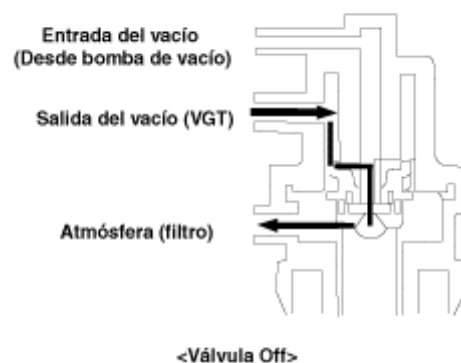 Entrada del vacío
(Desde bomba de vacío)
Salida del vacío (VGT)
Atmósfera (filtro)
<Válvula Off>